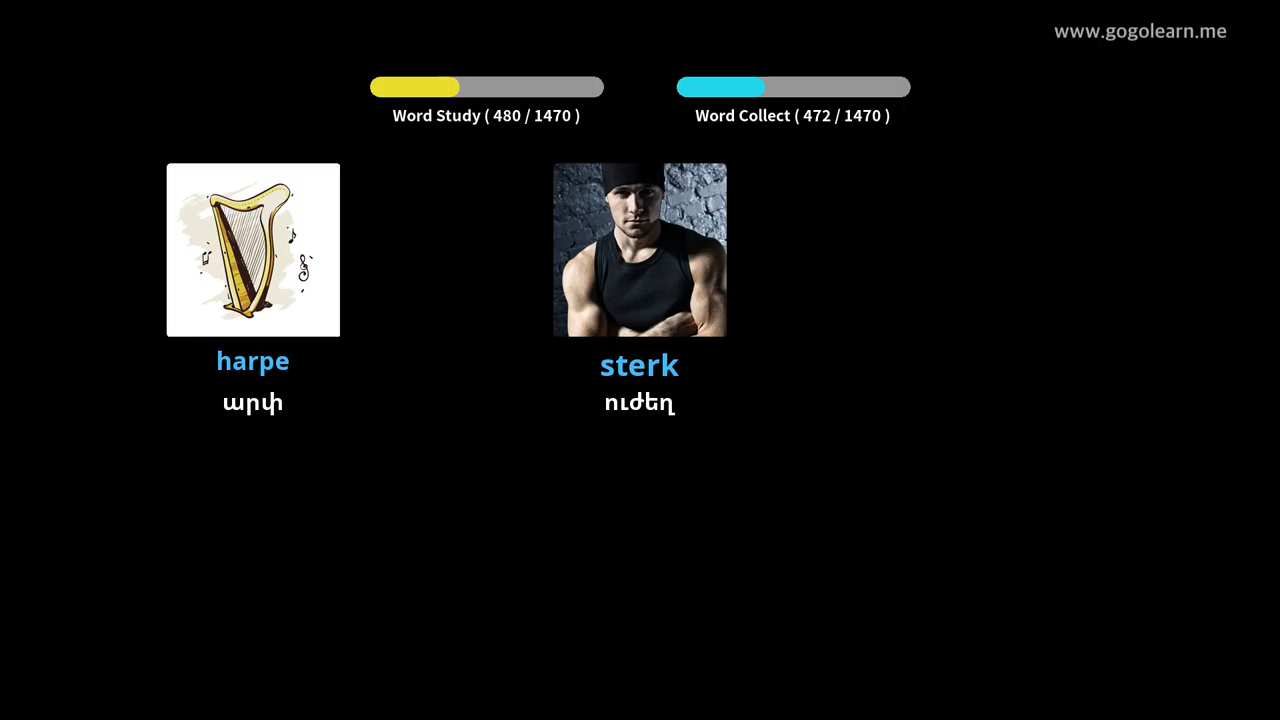 www.gogolearn.me
Word Study ( 480 / 1470 )
Word Collect ( 472 / 1470 )
harpe
sterk
արփ
ուժեղ